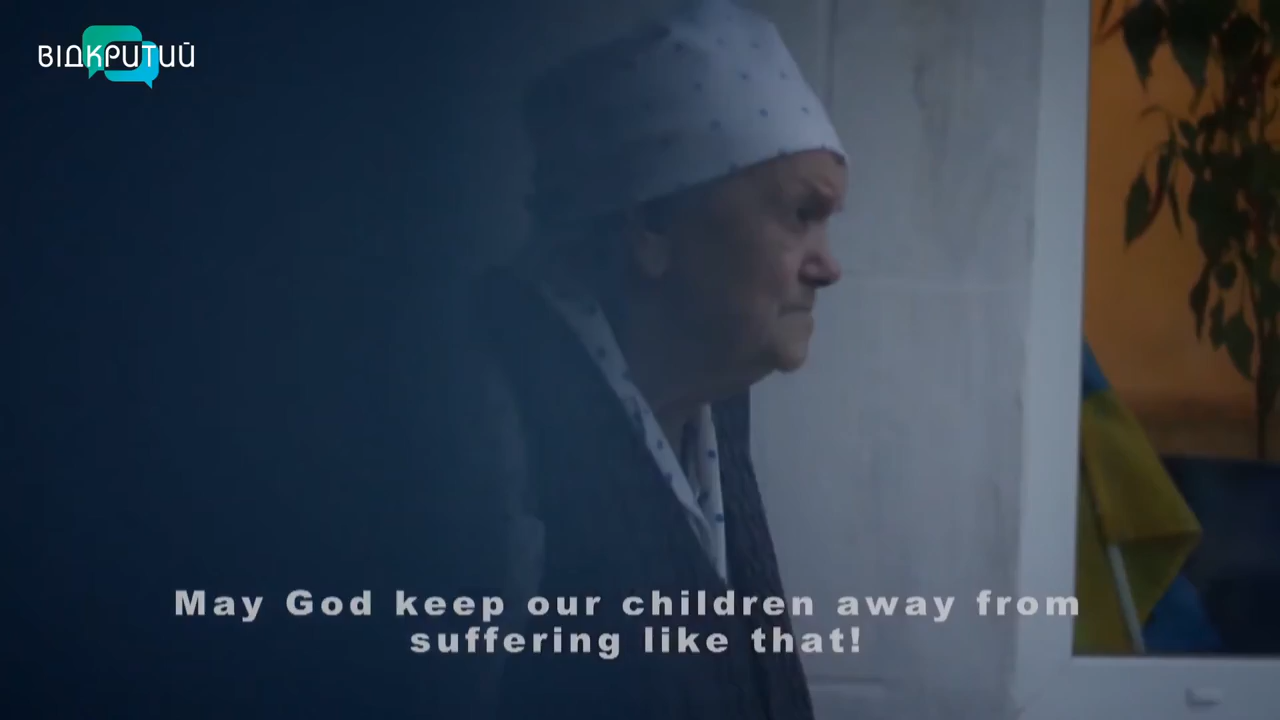 ВІДКРИТИЙ
May God keep our children away from
suffering like that!